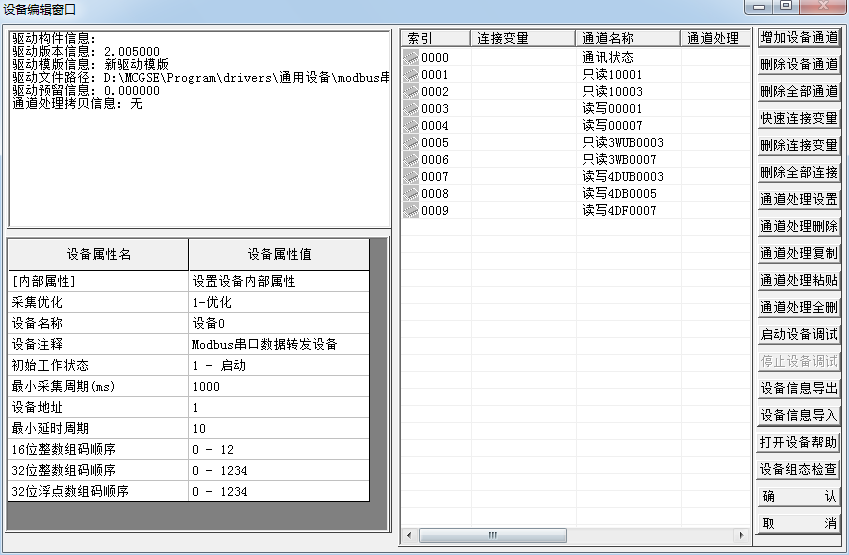 设备编辑窗口
驱动构件信息:
驱动版本信息: 2.005000
驱动模版信息: 新驱动模版
驱动文件路径: D:\MCGSE\Program\drivers\通用设备\modbus串
驱动预留信息: 0.000000
通道处理拷贝信息: 无
设备属性名 设备属性值
[内部属性] 设置设备内部属性
采集优化 1-优化
设备名称 设备0
设备注释 Modbus串口数据转发设备
初始工作状态 1 - 启动
最小采集周期(ms) 1000
设备地址 1
最小延时周期 10
16位整数组码顺序 0 - 12
32位整数组码顺序 0 - 1234
32位浮点数组码顺序 0 - 1234
索引 连接变量 通道名称 通道处理
0000 通讯状态
0001 只读10001
0002 只读10003
0003 读写00001
0004 读写00007
0005 只读3WUB0003
0006 只读3WB0007
0007 读写4DUB0003
0008 读写4DB0005
0009 读写4DF0007
增加设备通道
删除设备通道
删除全部通道
快速连接变量
删除连接变量
删除全部连接
通道处理设置
通道处理删除
通道处理复制
通道处理粘贴
通道处理全删
启动设备调试
停止设备调试
设备信息导出
设备信息导入
打开设备帮助
设备组态检查
确 认
取 消